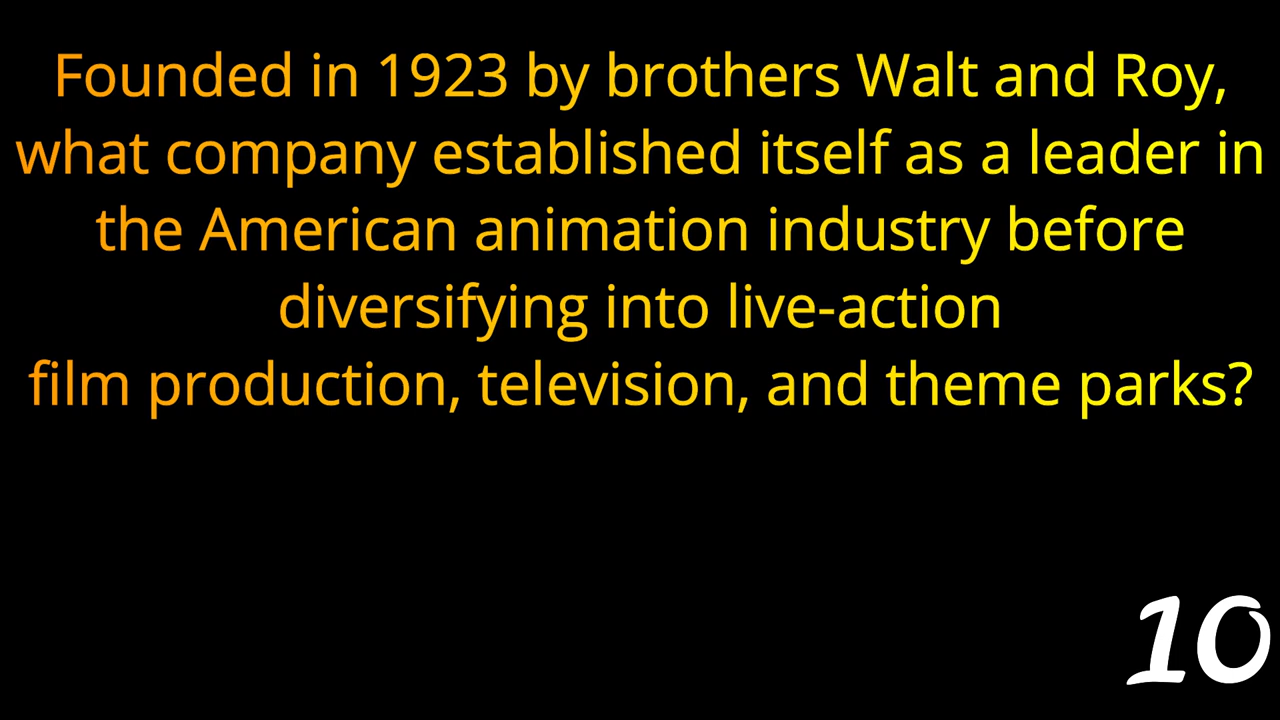 Founded in 1923 by brothers Walt and Roy,
what company established itself as a leader in
the American animation industry before
diversifying into live-action
film production, television, and theme parks?
10